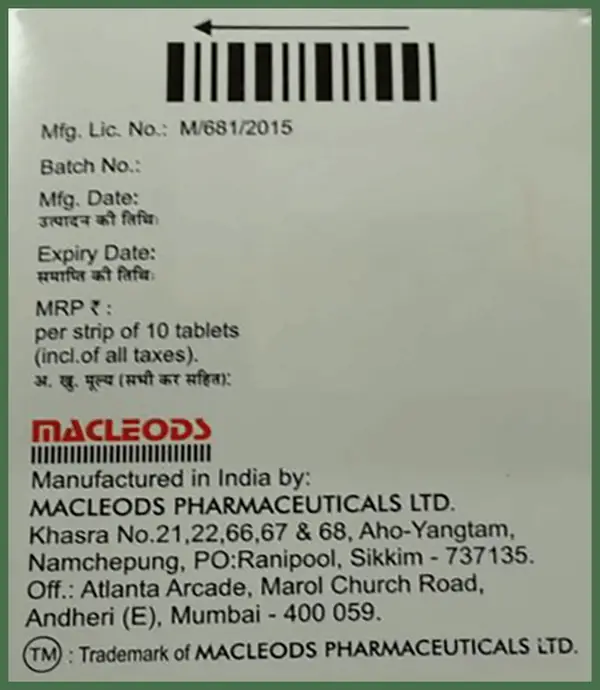 Mfg. Lic. No.: M/681/2015
Batch No.:
Mfg. Date:
उत्पादन की तिथि:
Expiry Date:
समाप्ति की तिथि:
MRP ₹ :
per strip of 10 tablets
(incl.of all taxes).
अ. खु. मूल्य (सभी कर सहित):
MACLEODS
Manufactured in India by:
MACLEODS PHARMACEUTICALS LTD.
Khasra No.21,22,66,67 & 68, Aho-Yangtam,
Namchepung, PO:Ranipool, Sikkim - 737135.
Off.: Atlanta Arcade, Marol Church Road,
Andheri (E), Mumbai - 400 059.
TM : Trademark of MACLEODS PHARMACEUTICALS LTD.